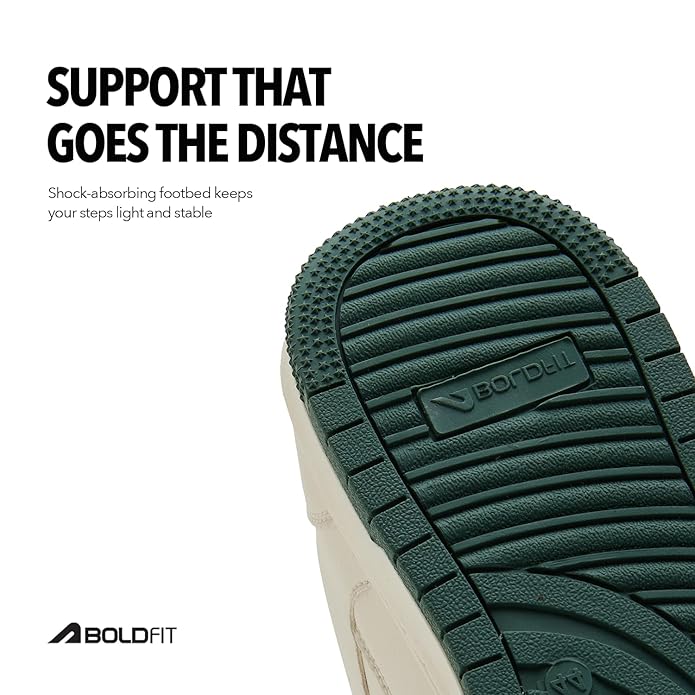 SUPPORT THAT
GOES THE DISTANCE
Shock-absorbing footbed keeps
your steps light and stable
BOLDFIT
BOLDFIT